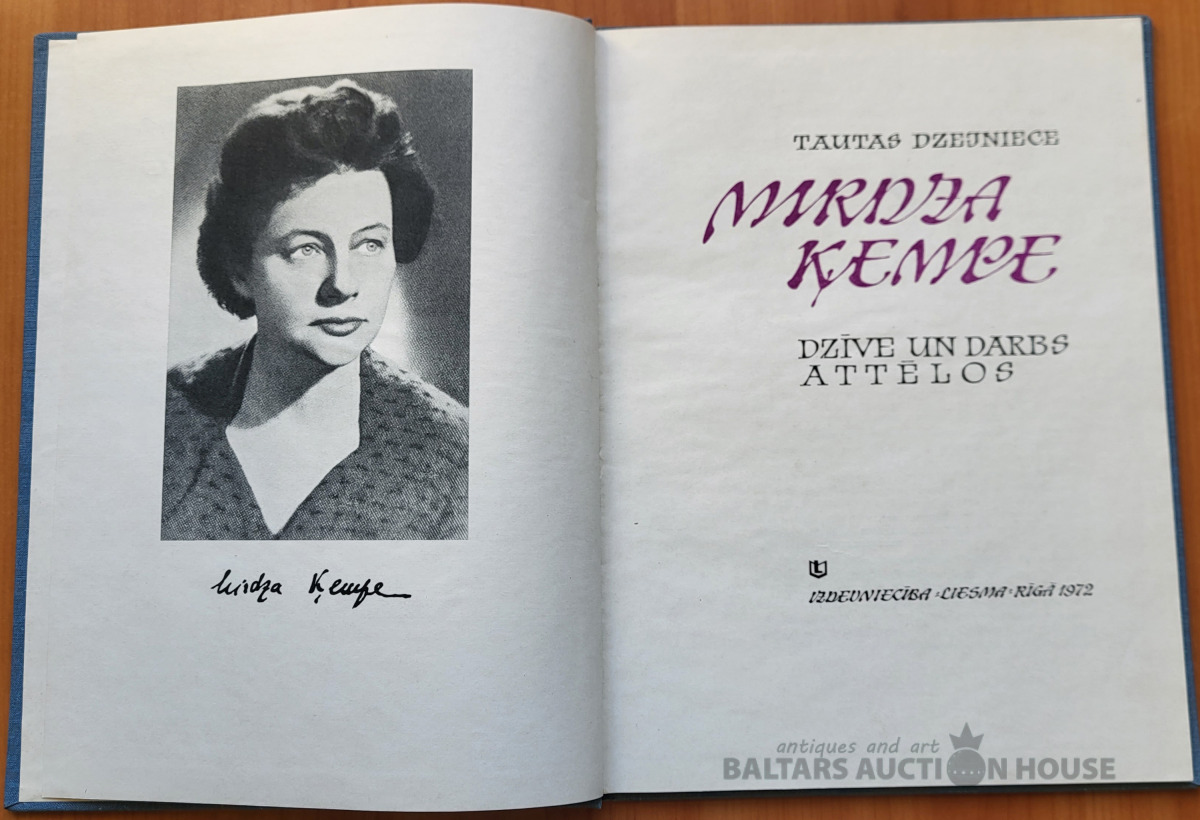 Mirdza Ķempe
TAUTAS DZEJNIECE
MIRDZA
ĶEMPE
DZĪVE UN DARBS
ATTĒLOS
IZDEVNIECĪBA «LIESMA» RĪGĀ 1972
antiques and art
BALTARS AUCTION HOUSE